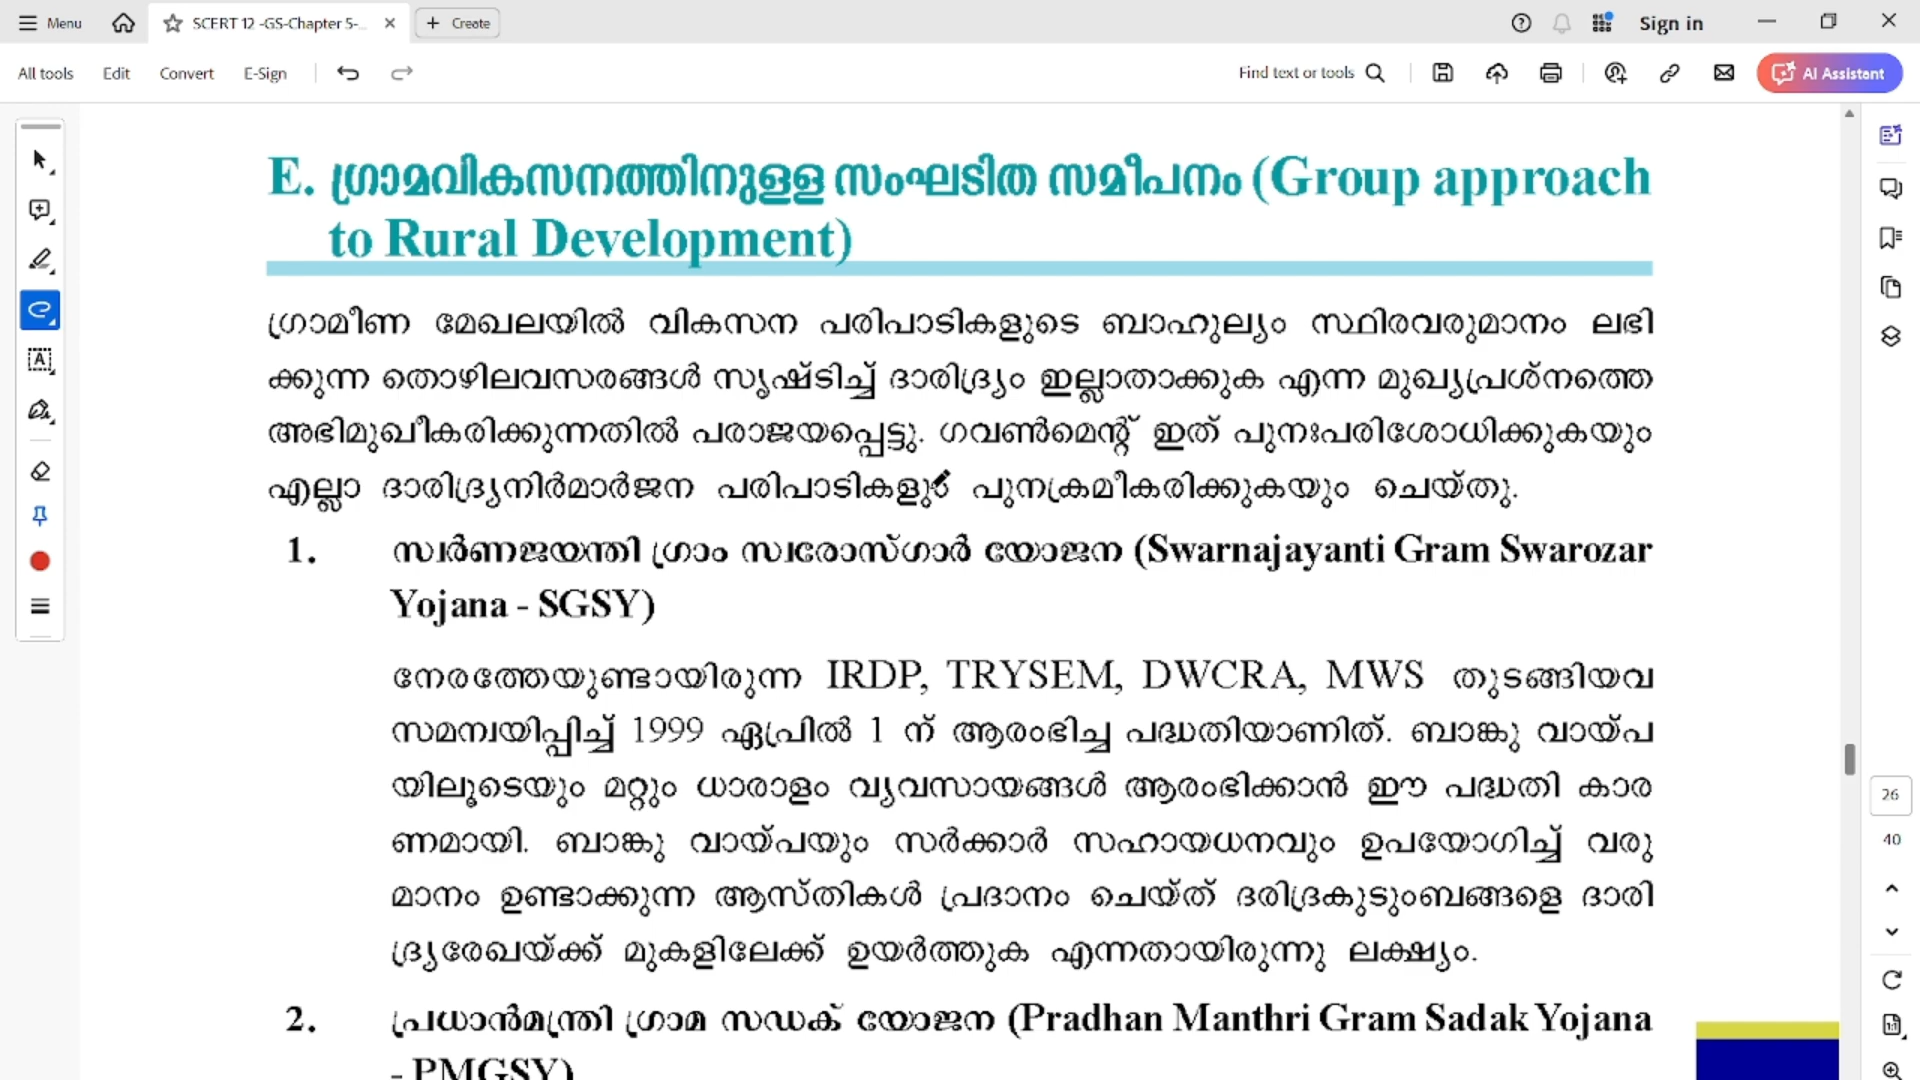 Menu
SCERT 12 -GS-Chapter 5-...
Create
Sign in
All tools
Edit
Convert
E-Sign
Find text or tools
AI Assistant
E. ഗ്രാമവികസനത്തിനുളള സംഘടിത സമീപനം (Group approach
to Rural Development)
ഗ്രാമീണ മേഖലയിൽ വികസന പരിപാടികളുടെ ബാഹുല്യം സ്ഥിരവരുമാനം ലഭി
ക്കുന്ന തൊഴിലവസരങ്ങൾ സൃഷ്ടിച്ച് ദാരിദ്ര്യം ഇല്ലാതാക്കുക എന്ന മുഖ്യപ്രശ്നത്തെ
അഭിമുഖീകരിക്കുന്നതിൽ പരാജയപ്പെട്ടു. ഗവൺമെന്റ് ഇത് പുനഃപരിശോധിക്കുകയും
എല്ലാ ദാരിദ്ര്യനിർമാർജന പരിപാടികളും പുനക്രമീകരിക്കുകയും ചെയ്തു.
1. സ്വർണജയന്തി ഗ്രാം സ്വരോസ്ഗാർ യോജന (Swarnajayanti Gram Swarozar
Yojana - SGSY)
നേരത്തേയുണ്ടായിരുന്ന IRDP, TRYSEM, DWCRA, MWS തുടങ്ങിയവ
സമന്വയിപ്പിച്ച് 1999 ഏപ്രിൽ 1 ന് ആരംഭിച്ച പദ്ധതിയാണിത്. ബാങ്കു വായ്പ
യിലൂടെയും മറ്റും ധാരാളം വ്യവസായങ്ങൾ ആരംഭിക്കാൻ ഈ പദ്ധതി കാര
ണമായി. ബാങ്കു വായ്പയും സർക്കാർ സഹായധനവും ഉപയോഗിച്ച് വരു
മാനം ഉണ്ടാക്കുന്ന ആസ്തികൾ പ്രദാനം ചെയ്ത് ദരിദ്രകുടുംബങ്ങളെ ദാരി
ദ്ര്യരേഖയ്ക്ക് മുകളിലേക്ക് ഉയർത്തുക എന്നതായിരുന്നു ലക്ഷ്യം.
2. പ്രധാൻമന്ത്രി ഗ്രാമ സഡക് യോജന (Pradhan Manthri Gram Sadak Yojana
- PMGSY)
26
40